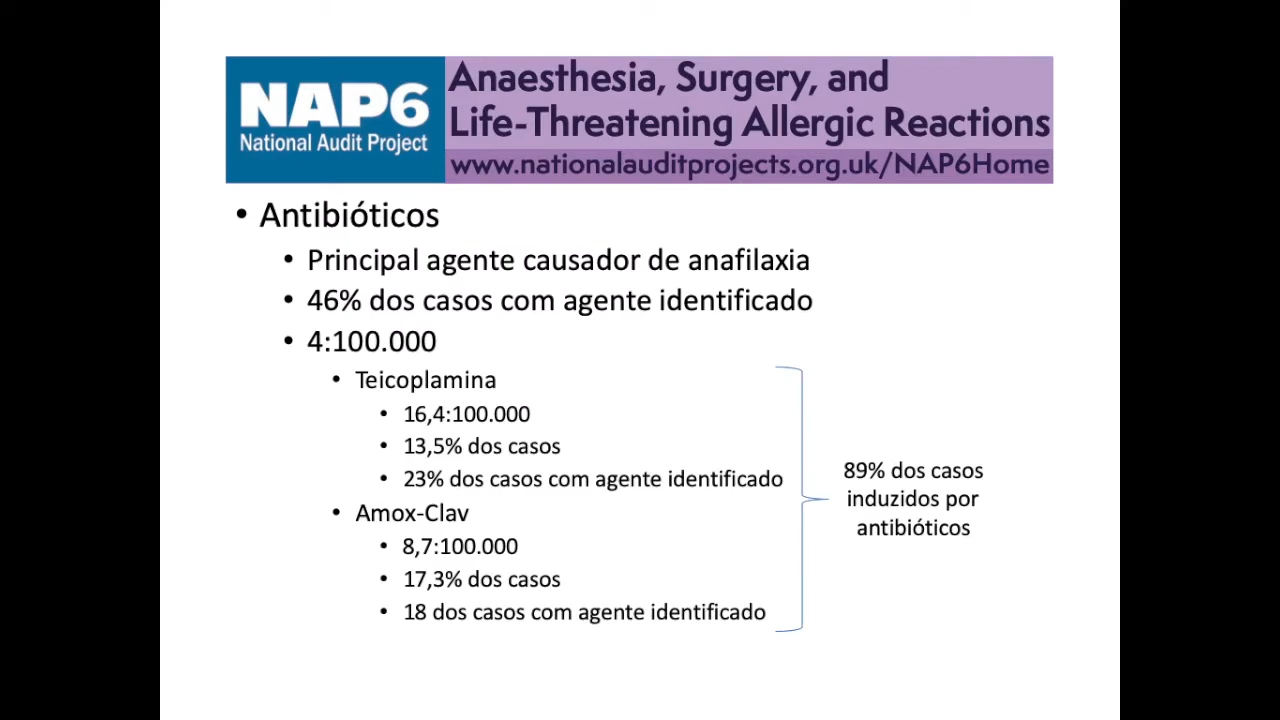 NAP6
National Audit Project
Anaesthesia, Surgery, and
Life-Threatening Allergic Reactions
www.nationalauditprojects.org.uk/NAP6Home
• Antibióticos
• Principal agente causador de anafilaxia
• 46% dos casos com agente identificado
• 4:100.000
• Teicoplamina
• 16,4:100.000
• 13,5% dos casos
• 23% dos casos com agente identificado
• Amox-Clav
• 8,7:100.000
• 17,3% dos casos
• 18 dos casos com agente identificado
89% dos casos
induzidos por
antibióticos